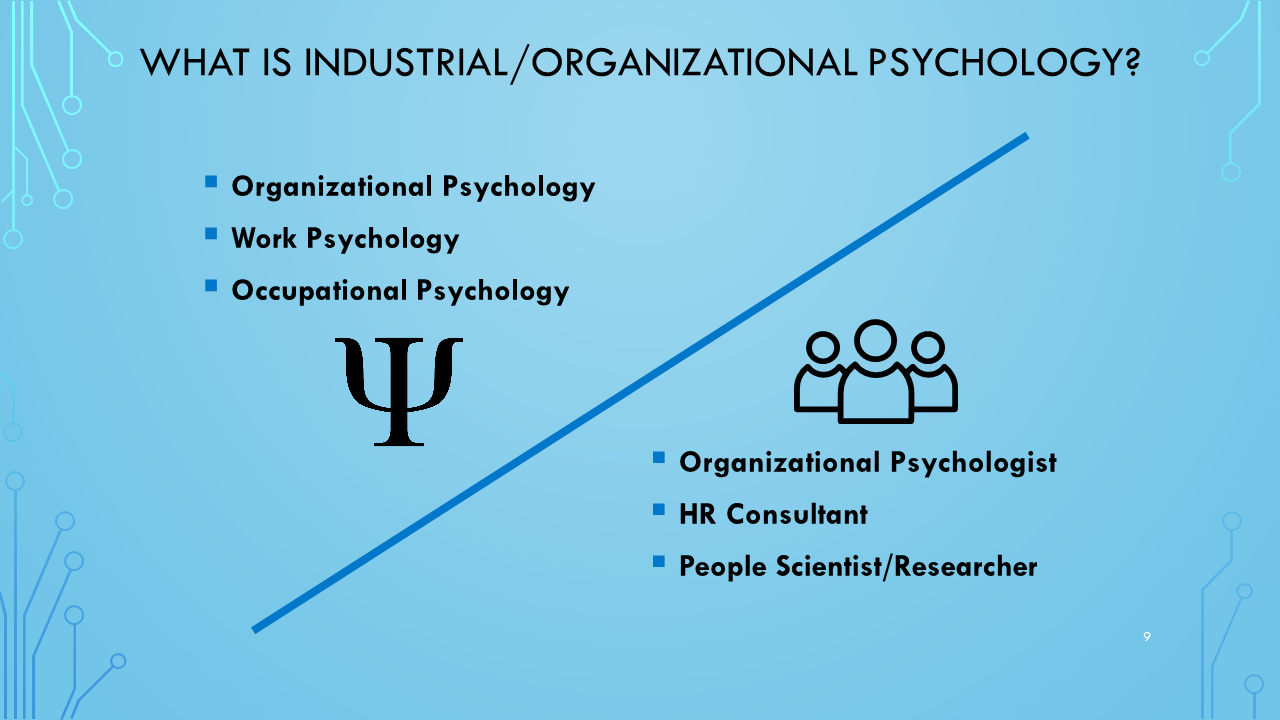 WHAT IS INDUSTRIAL/ORGANIZATIONAL PSYCHOLOGY?
Organizational Psychology
Work Psychology
Occupational Psychology
Ψ
Organizational Psychologist
HR Consultant
People Scientist/Researcher
9